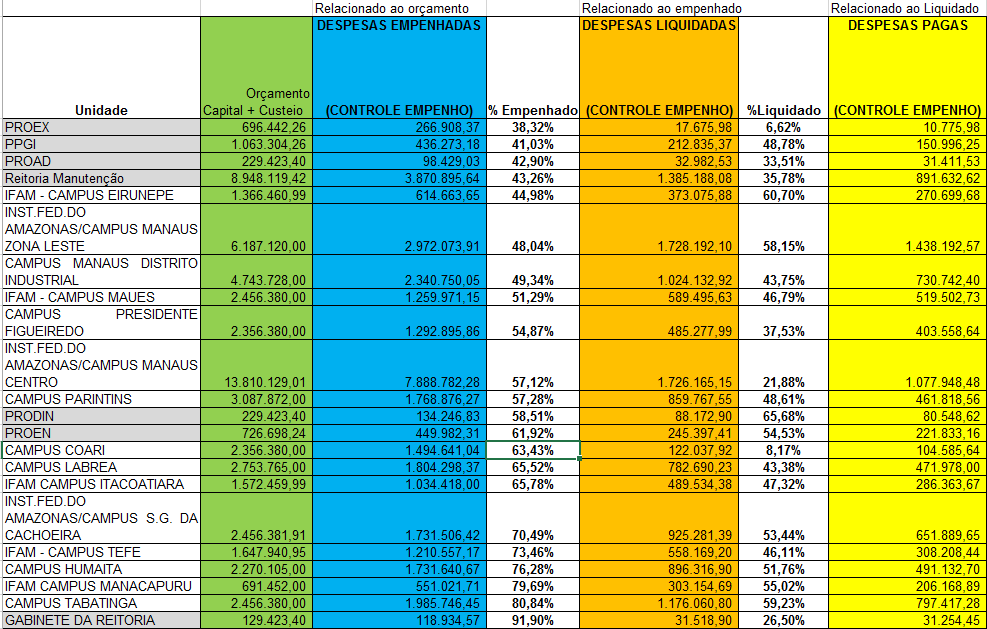 Relacionado ao orçamento Relacionado ao empenhado Relacionado ao Liquidado
DESPESAS EMPENHADAS DESPESAS LIQUIDADAS DESPESAS PAGAS
Orçamento
Unidade Capital + Custeio (CONTROLE EMPENHO) % Empenhado (CONTROLE EMPENHO) %Liquidado (CONTROLE EMPENHO)
PROEX 696.442,26 266.908,37 38,32% 17.675,98 6,62% 10.775,98
PPGI 1.063.304,26 436.273,18 41,03% 212.835,37 48,78% 150.996,25
PROAD 229.423,40 98.429,03 42,90% 32.982,53 33,51% 31.411,53
Reitoria Manutenção 8.948.119,42 3.870.895,64 43,26% 1.385.188,08 35,78% 891.632,62
IFAM - CAMPUS EIRUNEPE 1.366.460,99 614.663,65 44,98% 373.075,88 60,70% 270.699,68
INST.FED.DO
AMAZONAS/CAMPUS MANAUS
ZONA LESTE 6.187.120,00 2.972.073,91 48,04% 1.728.192,10 58,15% 1.438.192,57
CAMPUS MANAUS DISTRITO
INDUSTRIAL 4.743.728,00 2.340.750,05 49,34% 1.024.132,92 43,75% 730.742,40
IFAM - CAMPUS MAUES 2.456.380,00 1.259.971,15 51,29% 589.495,63 46,79% 519.502,73
CAMPUS PRESIDENTE
FIGUEIREDO 2.356.380,00 1.292.895,86 54,87% 485.277,99 37,53% 403.558,64
INST.FED.DO
AMAZONAS/CAMPUS MANAUS
CENTRO 13.810.129,01 7.888.782,28 57,12% 1.726.165,15 21,88% 1.077.948,48
CAMPUS PARINTINS 3.087.872,00 1.768.876,27 57,28% 859.767,55 48,61% 461.818,56
PRODIN 229.423,40 134.246,83 58,51% 88.172,90 65,68% 80.548,62
PROEN 726.698,24 449.982,31 61,92% 245.397,41 54,53% 221.833,16
CAMPUS COARI 2.356.380,00 1.494.641,04 63,43% 122.037,92 8,17% 104.585,64
CAMPUS LABREA 2.753.765,00 1.804.298,37 65,52% 782.690,23 43,38% 471.978,00
IFAM CAMPUS ITACOATIARA 1.572.459,99 1.034.418,00 65,78% 489.534,38 47,32% 286.363,67
INST.FED.DO
AMAZONAS/CAMPUS S.G. DA
CACHOEIRA 2.456.381,91 1.731.506,42 70,49% 925.281,39 53,44% 651.889,65
IFAM - CAMPUS TEFE 1.647.940,95 1.210.557,17 73,46% 558.169,20 46,11% 308.208,44
CAMPUS HUMAITA 2.270.105,00 1.731.640,67 76,28% 896.316,90 51,76% 491.132,70
IFAM CAMPUS MANACAPURU 691.452,00 551.021,71 79,69% 303.154,69 55,02% 206.168,89
CAMPUS TABATINGA 2.456.380,00 1.985.746,45 80,84% 1.176.060,80 59,23% 797.417,28
GABINETE DA REITORIA 129.423,40 118.934,57 91,90% 31.518,90 26,50% 31.254,45